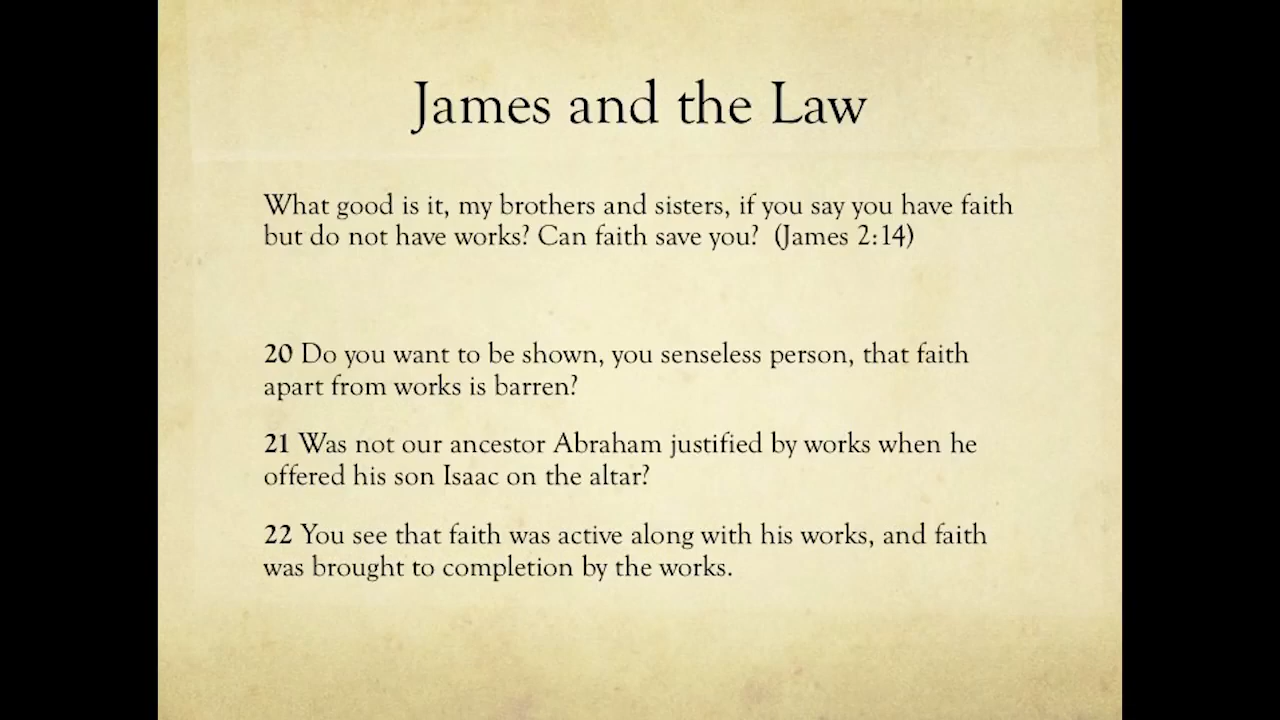 James and the Law
What good is it, my brothers and sisters, if you say you have faith
but do not have works? Can faith save you?  (James 2:14)
20 Do you want to be shown, you senseless person, that faith
apart from works is barren?
21 Was not our ancestor Abraham justified by works when he
offered his son Isaac on the altar?
22 You see that faith was active along with his works, and faith
was brought to completion by the works.